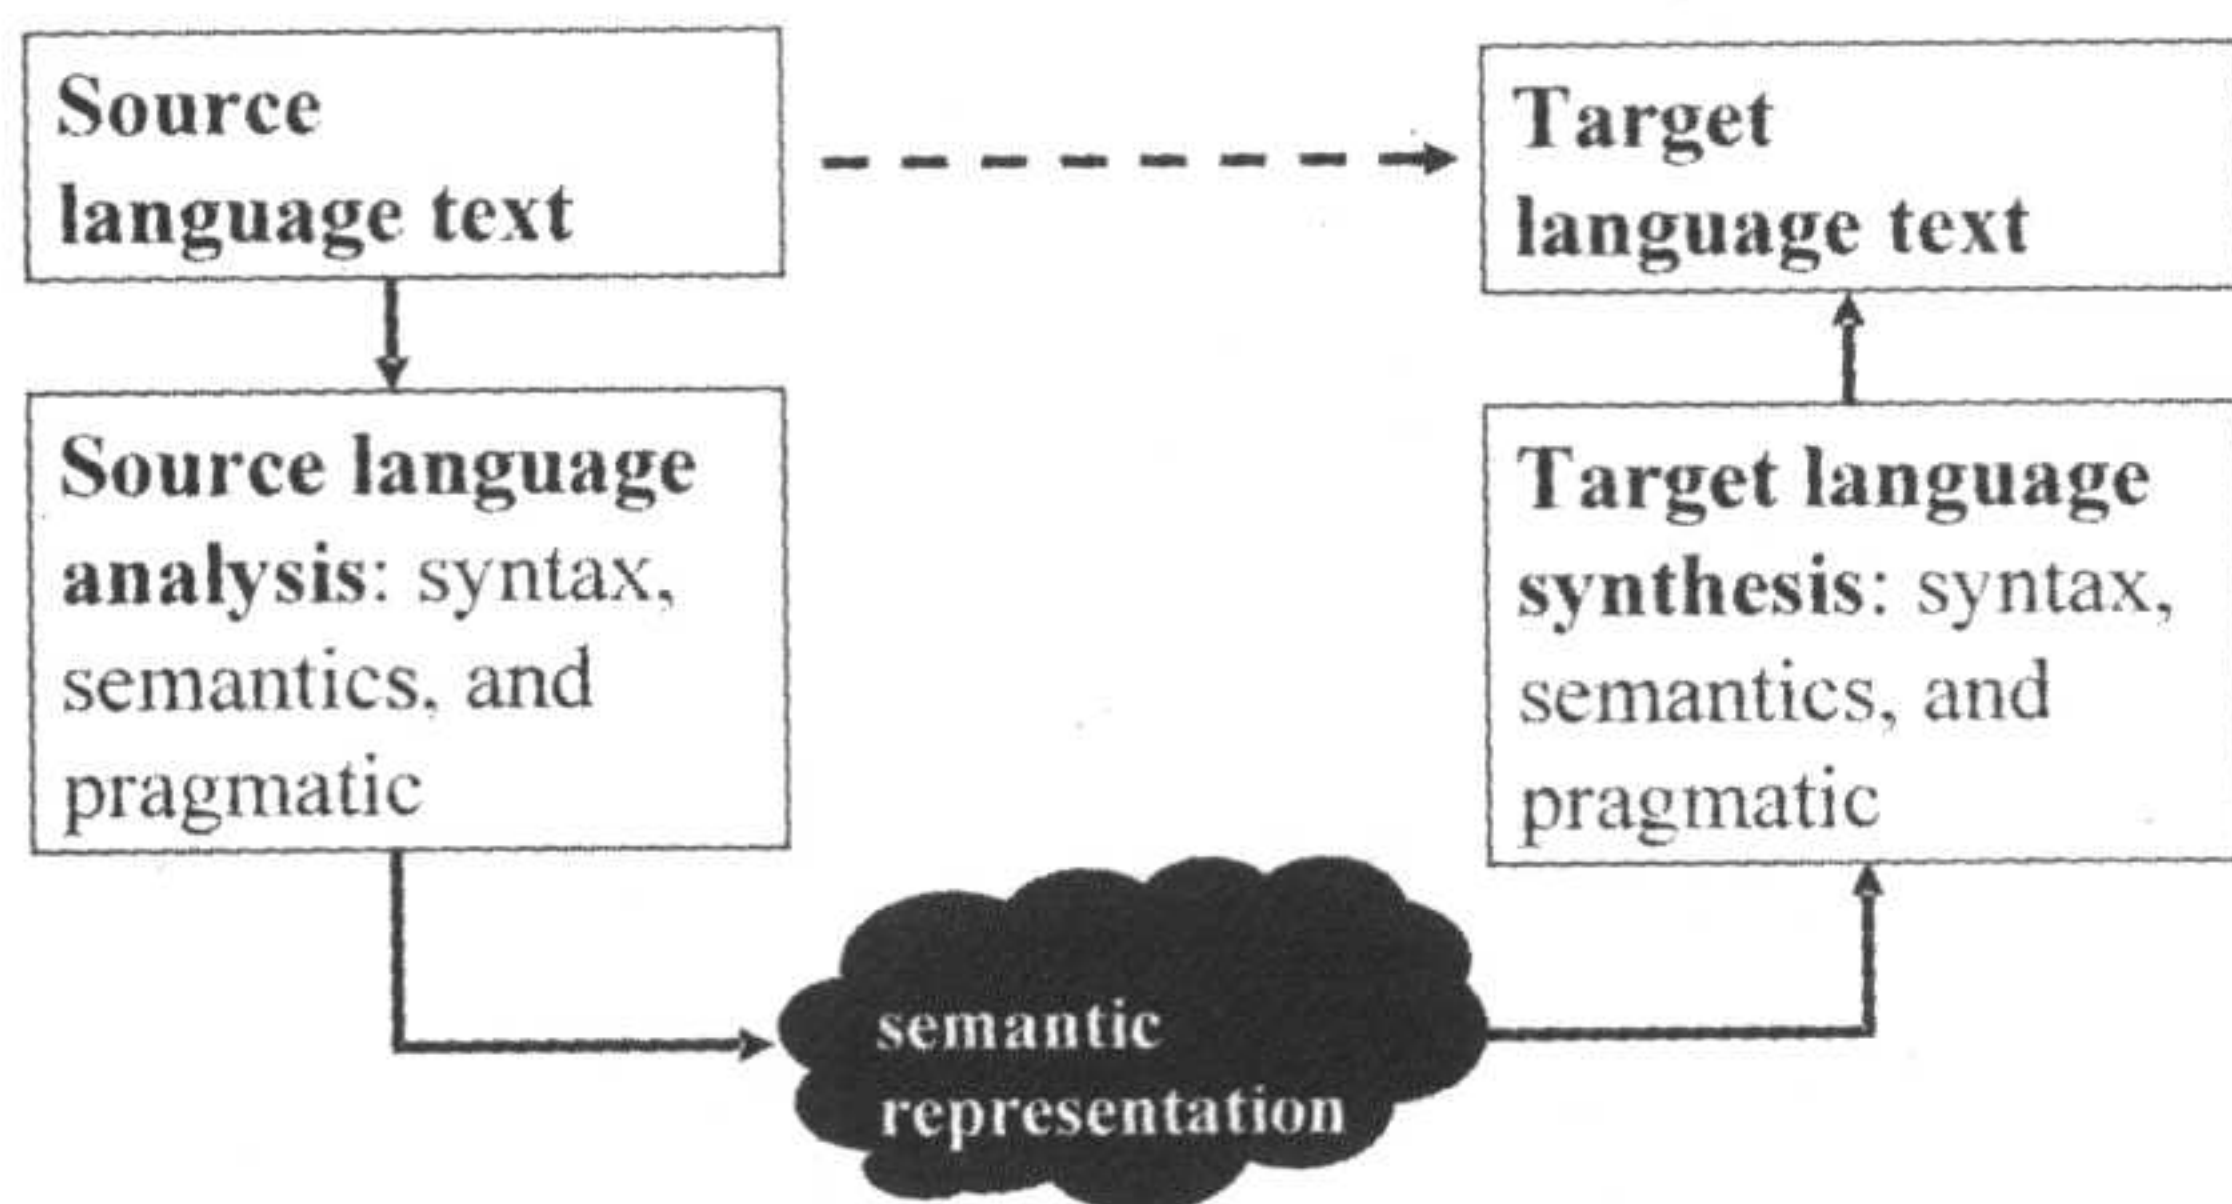 Source
language text
Target
language text
Source language
analysis: syntax,
semantics, and
pragmatic
Target language
synthesis: syntax,
semantics, and
pragmatic
semantic
representation